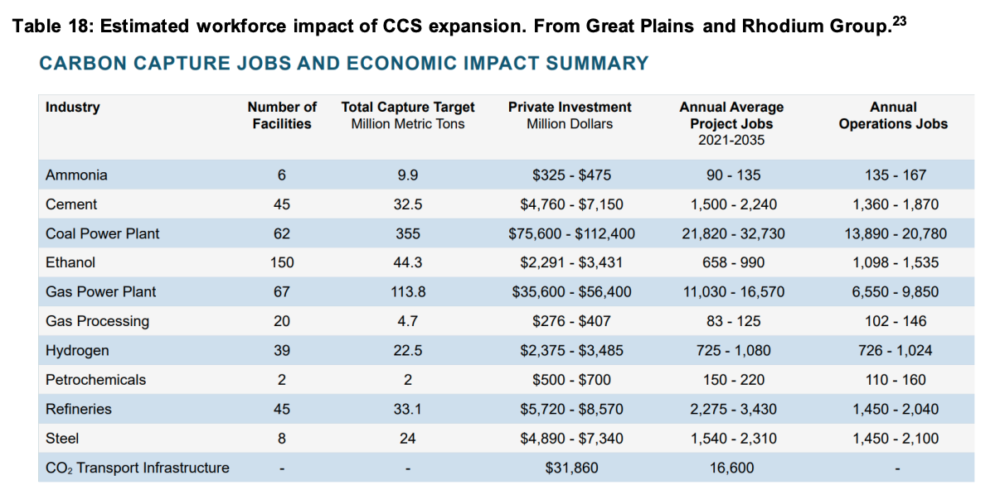 Table 18: Estimated workforce impact of CCS expansion. From Great Plains and Rhodium Group.23
CARBON CAPTURE JOBS AND ECONOMIC IMPACT SUMMARY
Industry Number of Facilities Total Capture Target Million Metric Tons Private Investment Million Dollars Annual Average Project Jobs 2021-2035 Annual Operations Jobs
Ammonia 6 9.9 $325 - $475 90 - 135 135 - 167
Cement 45 32.5 $4,760 - $7,150 1,500 - 2,240 1,360 - 1,870
Coal Power Plant 62 355 $75,600 - $112,400 21,820 - 32,730 13,890 - 20,780
Ethanol 150 44.3 $2,291 - $3,431 658 - 990 1,098 - 1,535
Gas Power Plant 67 113.8 $35,600 - $56,400 11,030 - 16,570 6,550 - 9,850
Gas Processing 20 4.7 $276 - $407 83 - 125 102 - 146
Hydrogen 39 22.5 $2,375 - $3,485 725 - 1,080 726 - 1,024
Petrochemicals 2 2 $500 - $700 150 - 220 110 - 160
Refineries 45 33.1 $5,720 - $8,570 2,275 - 3,430 1,450 - 2,040
Steel 8 24 $4,890 - $7,340 1,540 - 2,310 1,450 - 2,100
CO₂ Transport Infrastructure - - $31,860 16,600 -